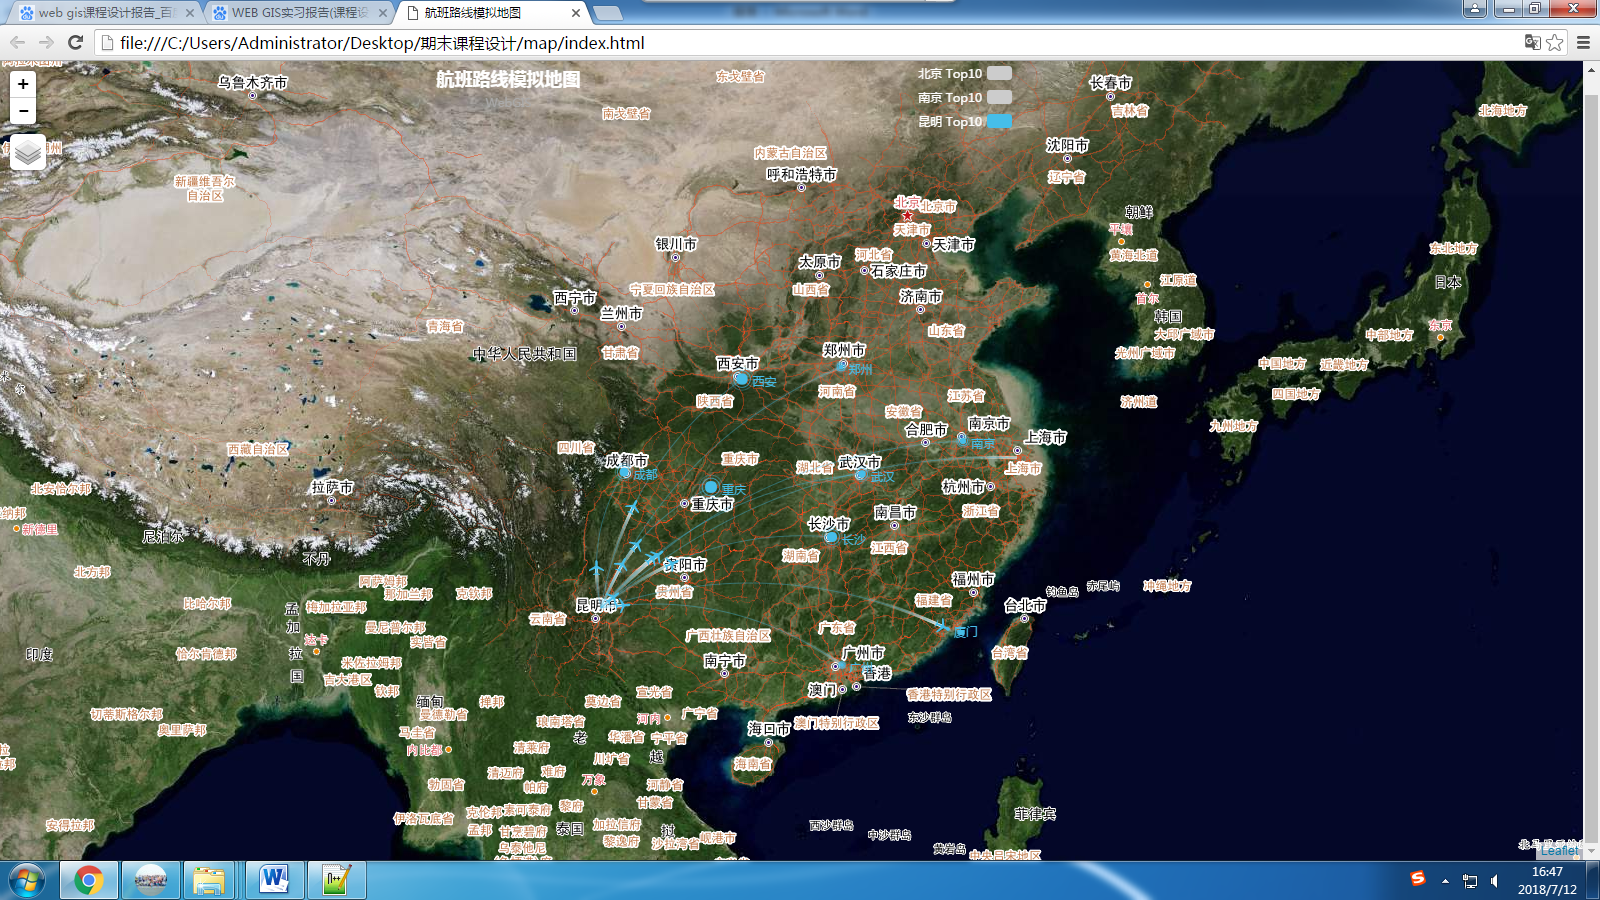 web gis课程设计报告_百
WEB GIS实习报告(课程设
航班路线模拟地图
file:///C:/Users/Administrator/Desktop/期末课程设计/map/index.html
+
−
航班路线模拟地图
北京 Top10
南京 Top10
昆明 Top10
乌鲁木齐市
东戈壁省
南戈壁省
长春市
吉林省
北海地方
沈阳市
辽宁省
内蒙古自治区
呼和浩特市
新疆维吾尔
自治区
北京
北京市
天津市
天津市
朝鲜
平壤
黄海北道
东北地方
日本
银川市
太原市
河北省
石家庄市
宁夏回族自治区
山西省
济南市
山东省
江原道
首尔
韩国
大邱广域市
光州广域市
中部地方
东京
西宁市
兰州市
青海省
甘肃省
中华人民共和国
西安市
西安
陕西省
郑州市
郑州
河南省
江苏省
安徽省
济州道
中国地方
近畿地方
四国地方
九州地方
合肥市
南京市
南京
上海市
上海市
四川省
成都市
成都
重庆市
重庆
重庆市
湖北省
武汉市
武汉
杭州市
浙江省
西藏自治区
拉萨市
北安恰尔邦
新德里
尼泊尔
不丹
北方邦
长沙市
长沙
南昌市
湖南省
江西省
贵阳市
贵州省
昆明市
云南省
福州市
福建省
厦门
台北市
台湾省
钓鱼岛
赤尾屿
冲绳地方
阿萨姆邦
那加兰邦
克钦邦
比哈尔邦
梅加拉亚邦
曼尼普尔邦
实皆省
孟
加
拉
国
达卡
米佐拉姆邦
吉大港区
钦邦
恰尔肯德邦
印度
广西壮族自治区
南宁市
广东省
广州市
香港
澳门
香港特别行政区
澳门特别行政区
东沙群岛
海口市
海南省
缅甸
曼德勒省
掸邦
马圭省
内比都
勃固省
伊洛瓦底省
切蒂斯格尔邦
奥里萨邦
安得拉邦
宣光省
莫边省
琅南塔省
河内
广宁省
老
华潘省
宁平省
越
清莱府
川圹省
清迈府
难府
帕府
万象
河静省
甘蒙省
克伦邦
素可泰府
黎府
孟邦
甘烹碧府
泰国
加拉信府
黎逸府
沙拉湾省
岘港市
乌泰他尼
西沙群岛
中沙群岛
黄岩岛
菲律宾
Leaflet
16:47
2018/7/12